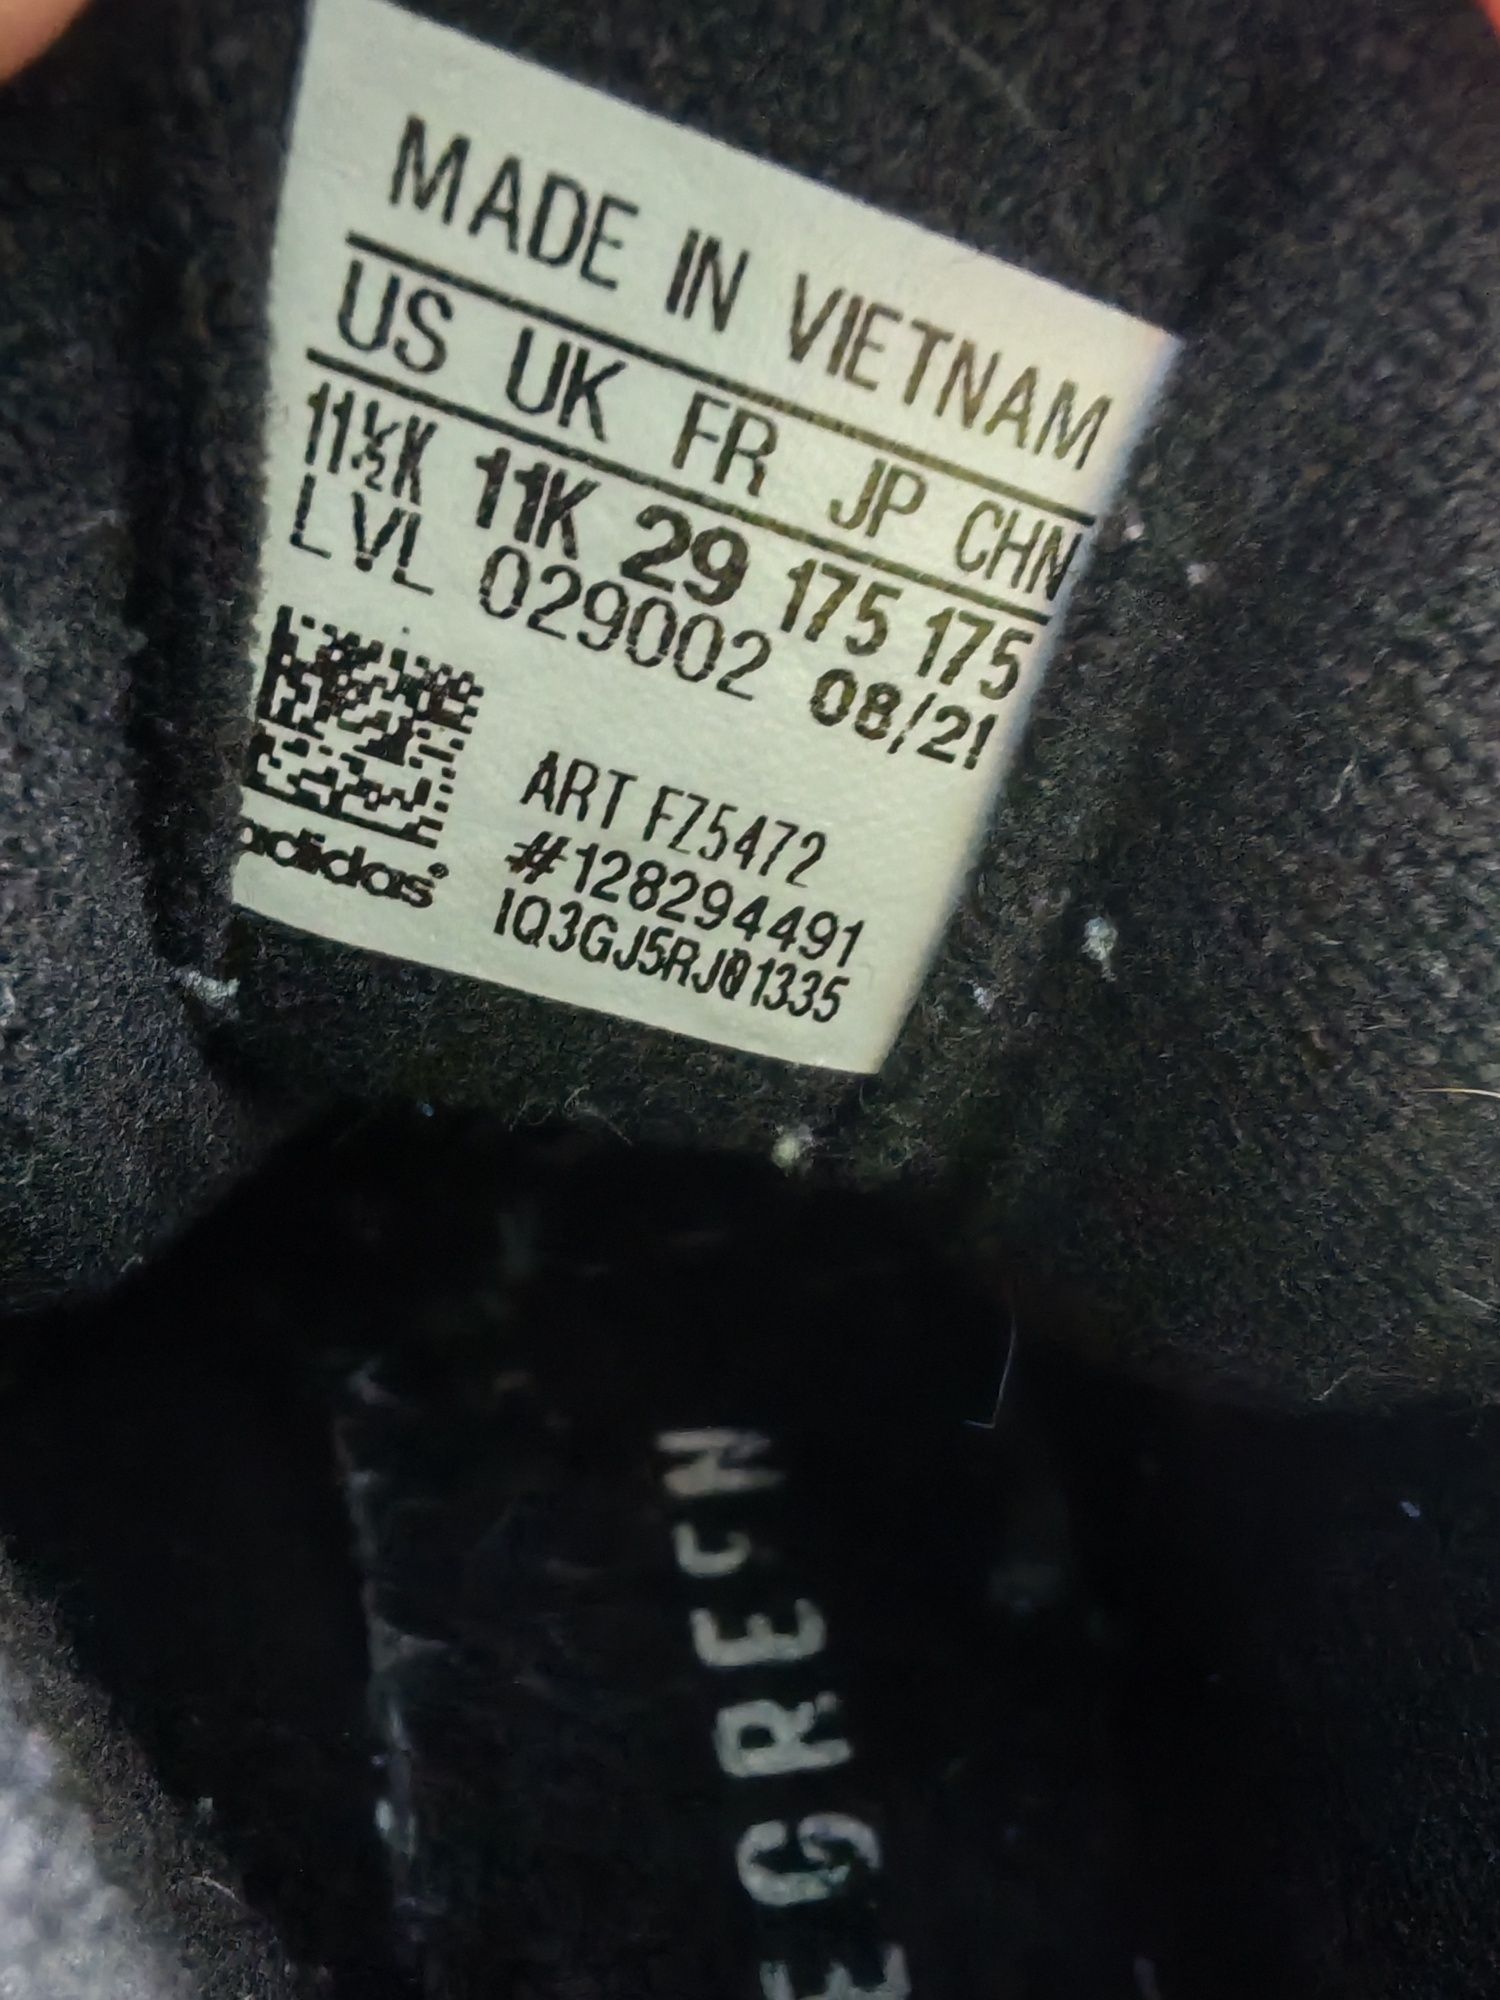 MADE IN VIETNAM
US UK FR JP CHN
11½K 11K 29 175 175
LVL 029002 08/21
ART FZ5472
#128294491
1Q3GJ5RJ01335
adidas®